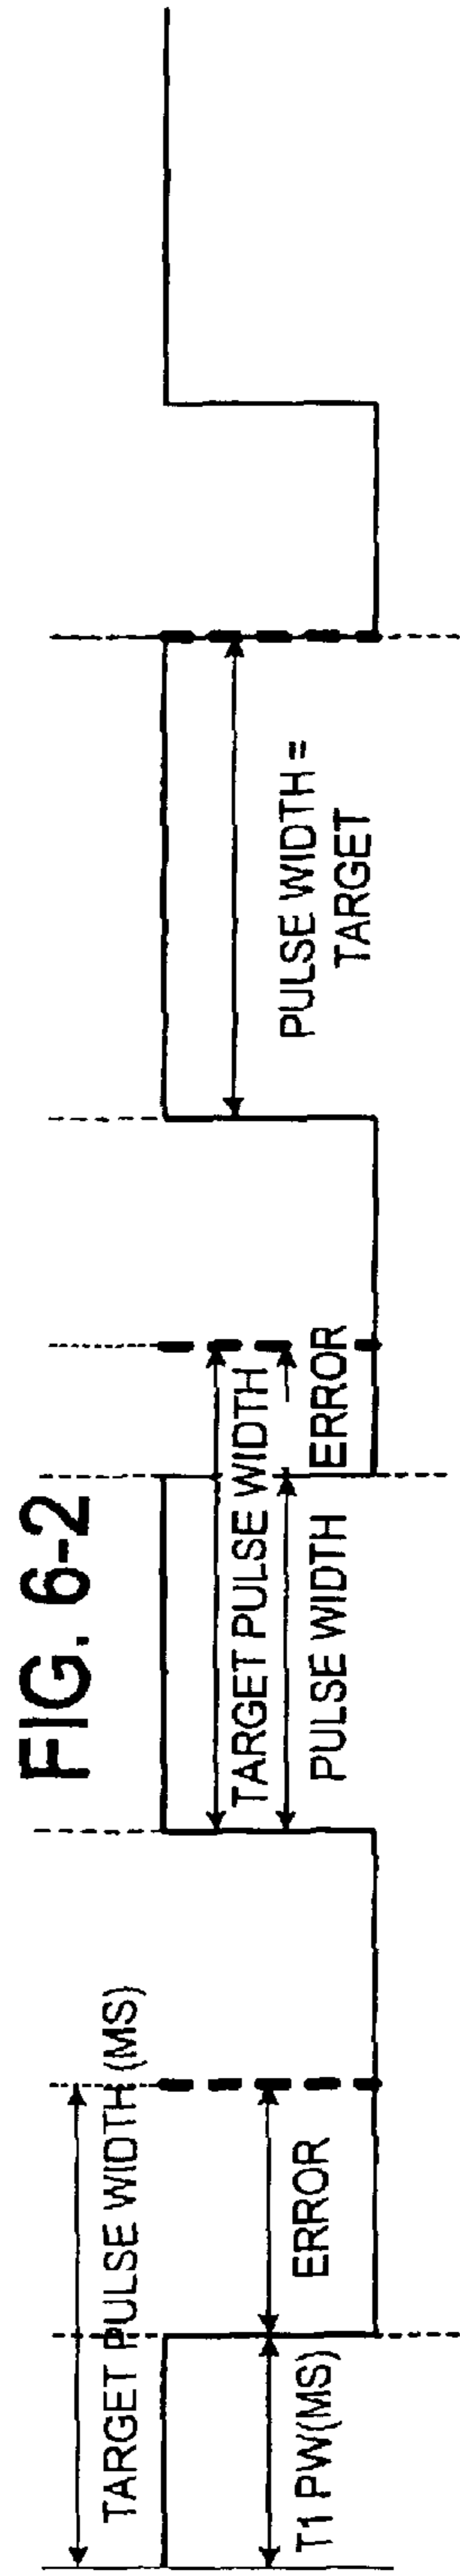 FIG. 6-2
TARGET PULSE WIDTH (MS)
T1 PW(MS)
ERROR
TARGET PULSE WIDTH
PULSE WIDTH
ERROR
PULSE WIDTH =
TARGET